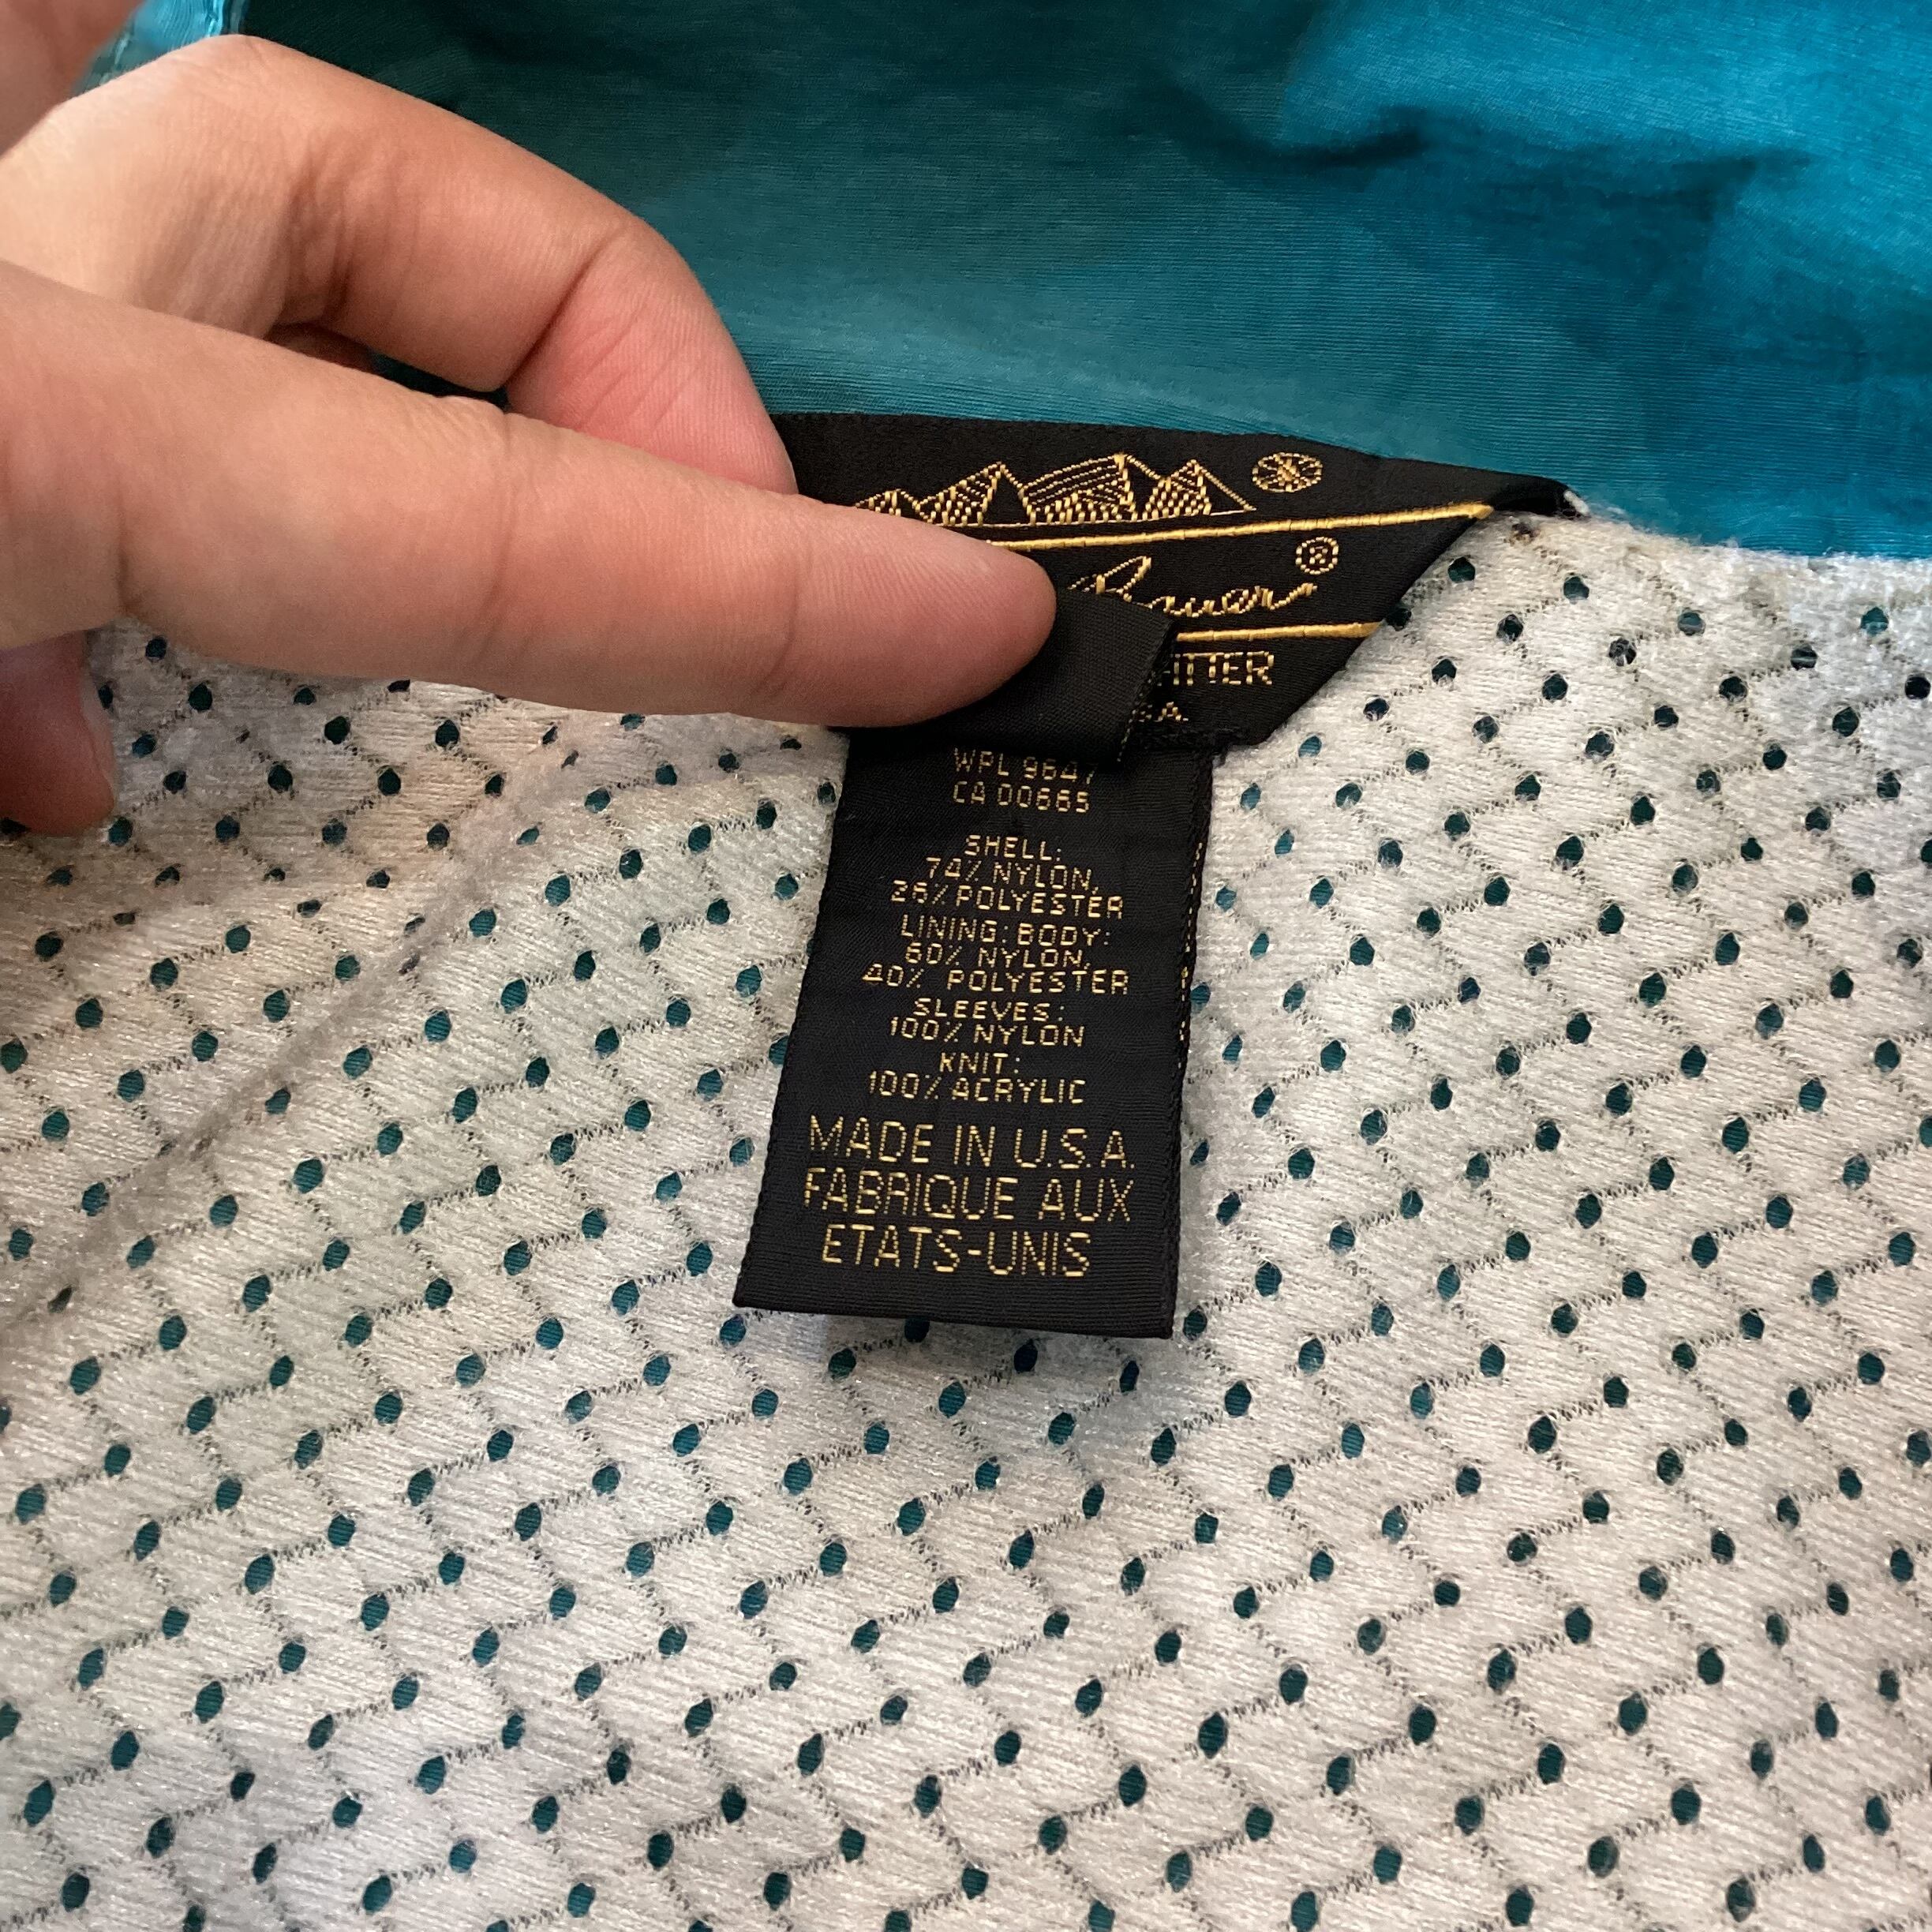 ®
Bauer®
WPL 9647
CA 00665
SHELL:
74% NYLON,
26% POLYESTER
LINING: BODY:
60% NYLON,
40% POLYESTER
SLEEVES:
100% NYLON
KNIT:
100% ACRYLIC
MADE IN U.S.A.
FABRIQUE AUX
ETATS-UNIS